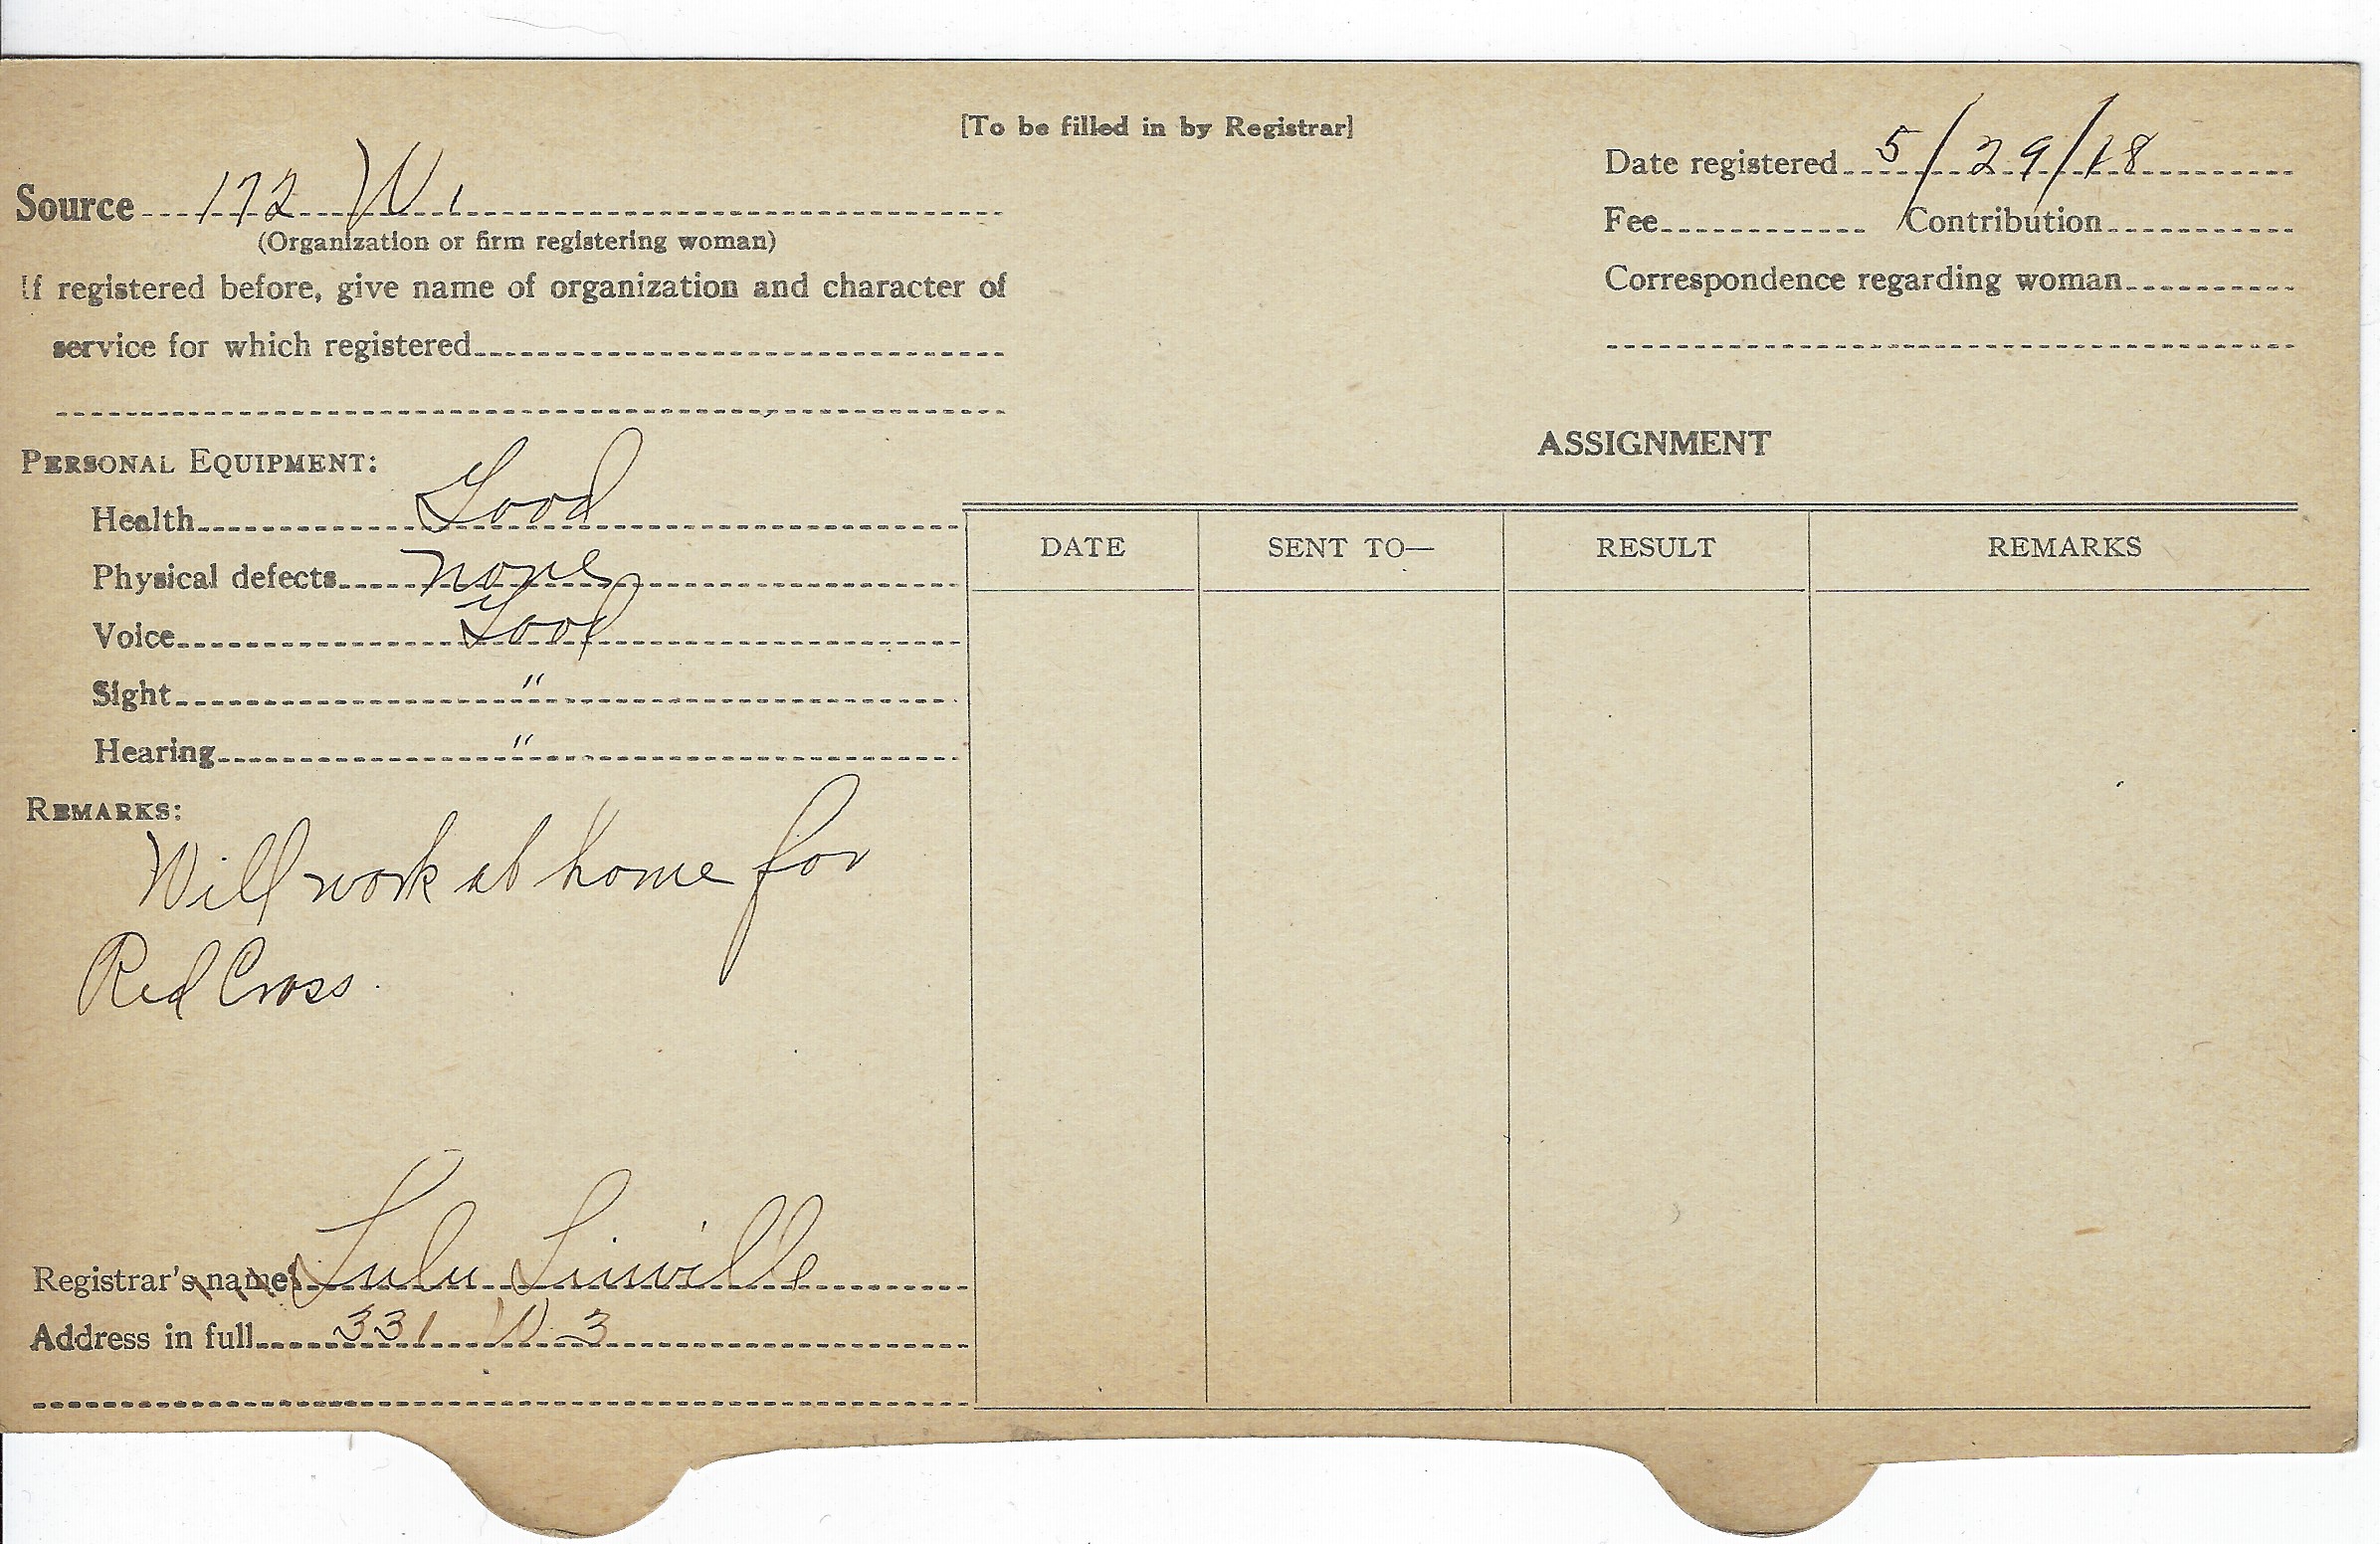 [To be filled in by Registrar]
Source 172 W 1
(Organization or firm registering woman)
If registered before, give name of organization and character of
service for which registered
PERSONAL EQUIPMENT:
Health Good
Physical defects none
Voice Good
Sight "
Hearing "
REMARKS:
Will work at home for
Red Cross.
Registrar's name Lulu Linville
Address in full 331 W. 3
Date registered 5/29/18
Fee Contribution
Correspondence regarding woman
ASSIGNMENT
DATE SENT TO— RESULT REMARKS